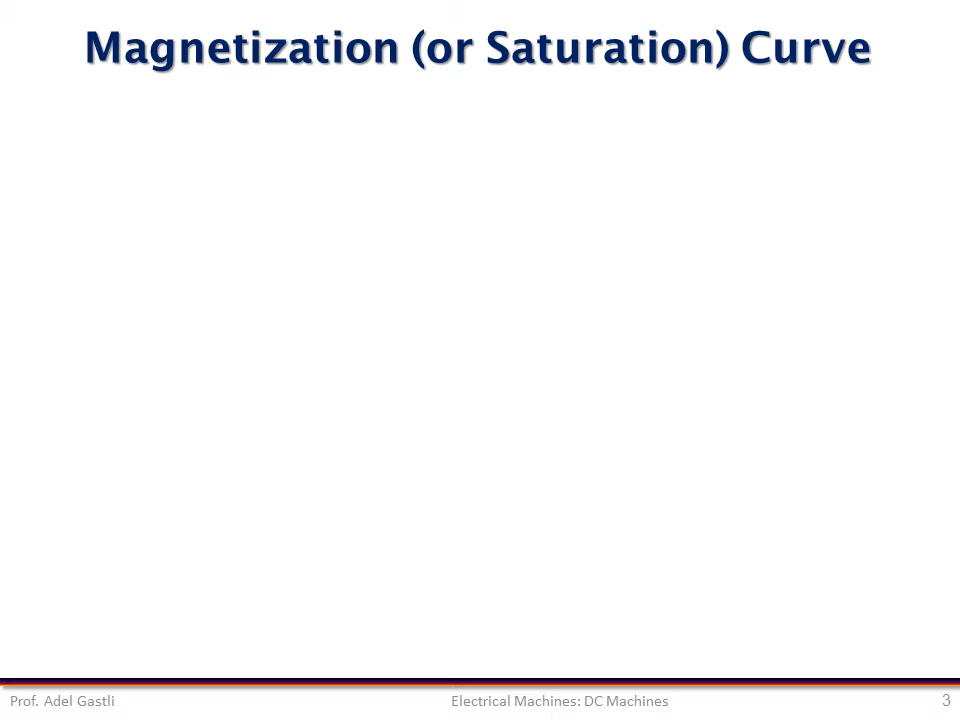 Magnetization (or Saturation) Curve
Prof. Adel Gastli
Electrical Machines: DC Machines
3